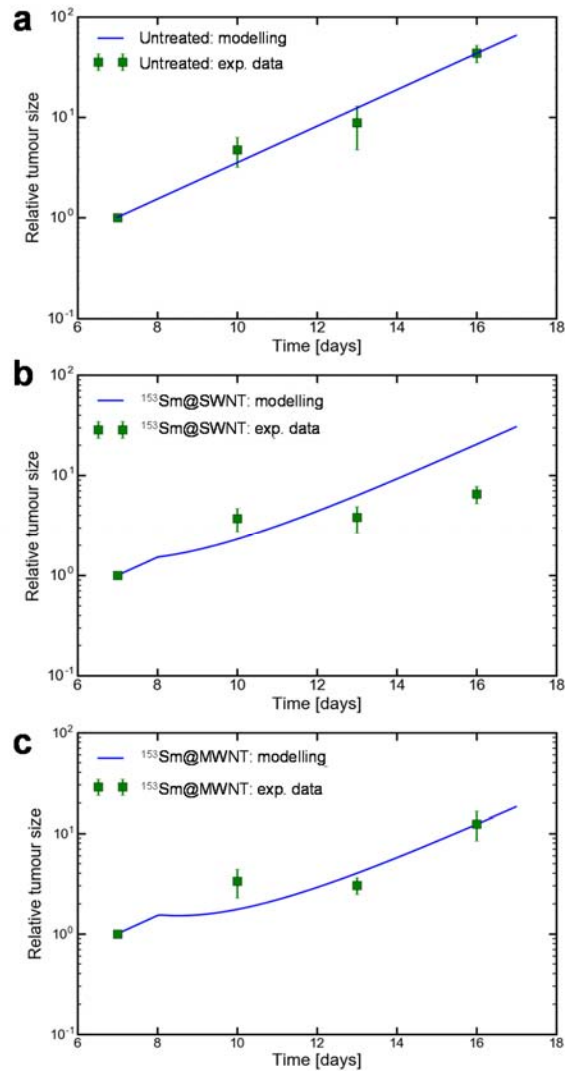 a
10²
10¹
10⁰
10⁻¹
Relative tumour size
Untreated: modelling
Untreated: exp. data
6 8 10 12 14 16 18
Time [days]
b
10²
10¹
10⁰
10⁻¹
Relative tumour size
¹⁵³Sm@SWNT: modelling
¹⁵³Sm@SWNT: exp. data
6 8 10 12 14 16 18
Time [days]
c
10²
10¹
10⁰
10⁻¹
Relative tumour size
¹⁵³Sm@MWNT: modelling
¹⁵³Sm@MWNT: exp. data
6 8 10 12 14 16 18
Time [days]